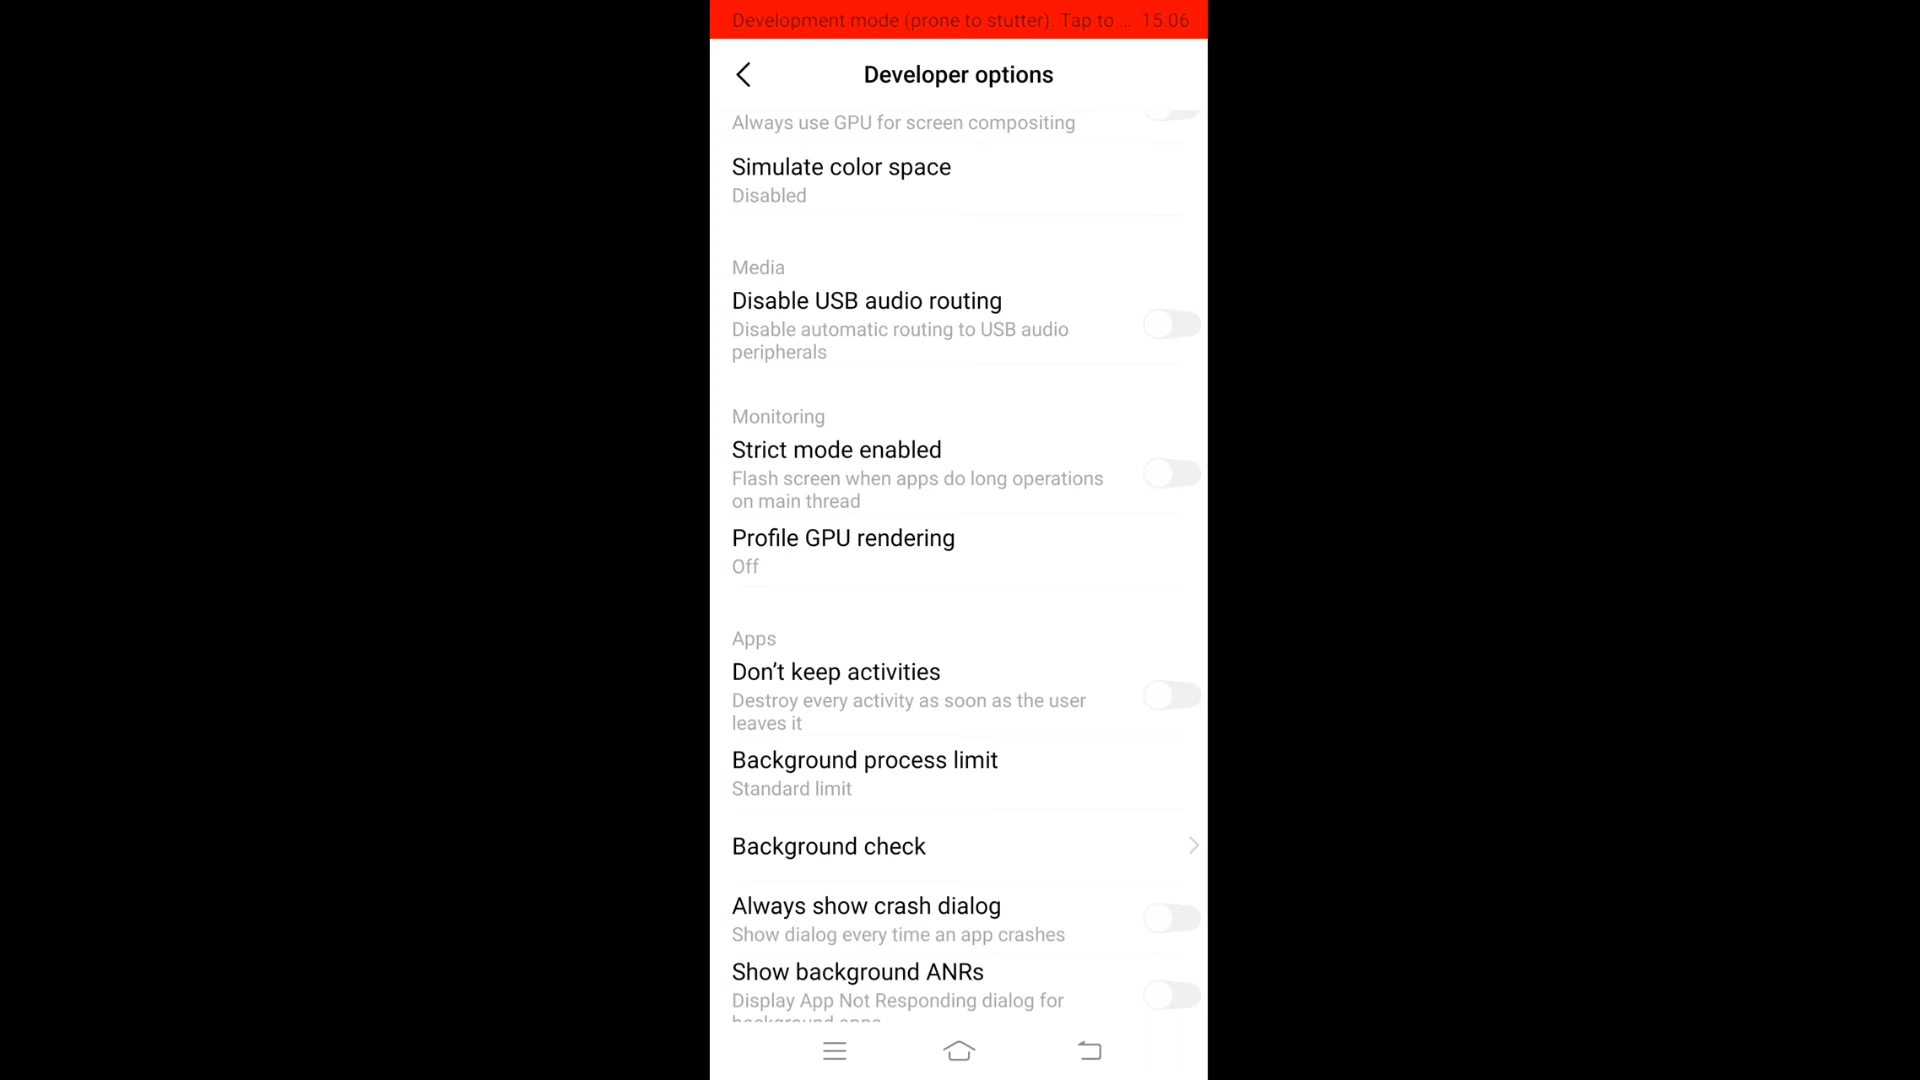 Development mode (prone to stutter). Tap to ... 15:06
Developer options
Always use GPU for screen compositing
Simulate color space
Disabled
Media
Disable USB audio routing
Disable automatic routing to USB audio
peripherals
Monitoring
Strict mode enabled
Flash screen when apps do long operations
on main thread
Profile GPU rendering
Off
Apps
Don’t keep activities
Destroy every activity as soon as the user
leaves it
Background process limit
Standard limit
Background check
Always show crash dialog
Show dialog every time an app crashes
Show background ANRs
Display App Not Responding dialog for
background apps